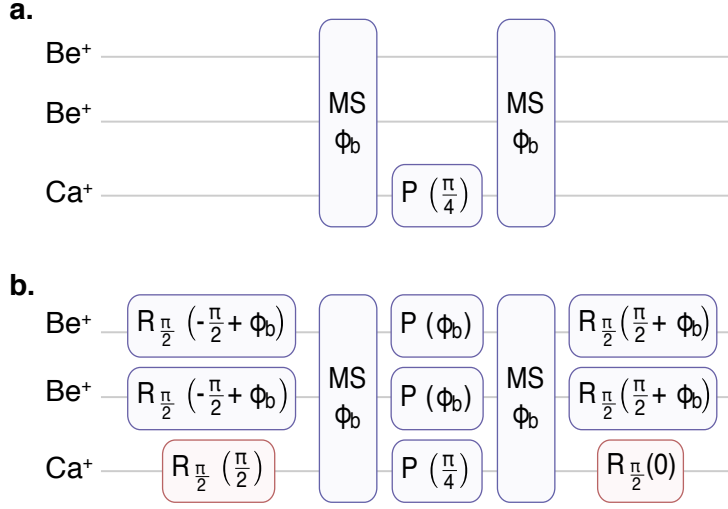 a.
Be⁺
Be⁺
Ca⁺
MS ϕb
P (π/4)
MS ϕb
b.
Be⁺ R π/2 (-π/2 + ϕb) P (ϕb) R π/2 (π/2 + ϕb)
Be⁺ R π/2 (-π/2 + ϕb) MS ϕb P (ϕb) MS ϕb R π/2 (π/2 + ϕb)
Ca⁺ R π/2 (π/2) P (π/4) R π/2 (0)